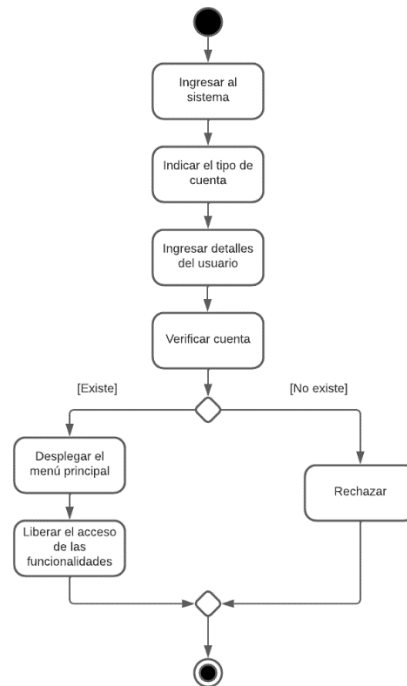 Ingresar al
sistema
Indicar el tipo de
cuenta
Ingresar detalles
del usuario
Verificar cuenta
[Existe]
[No existe]
Desplegar el
menú principal
Rechazar
Liberar el acceso
de las
funcionalidades